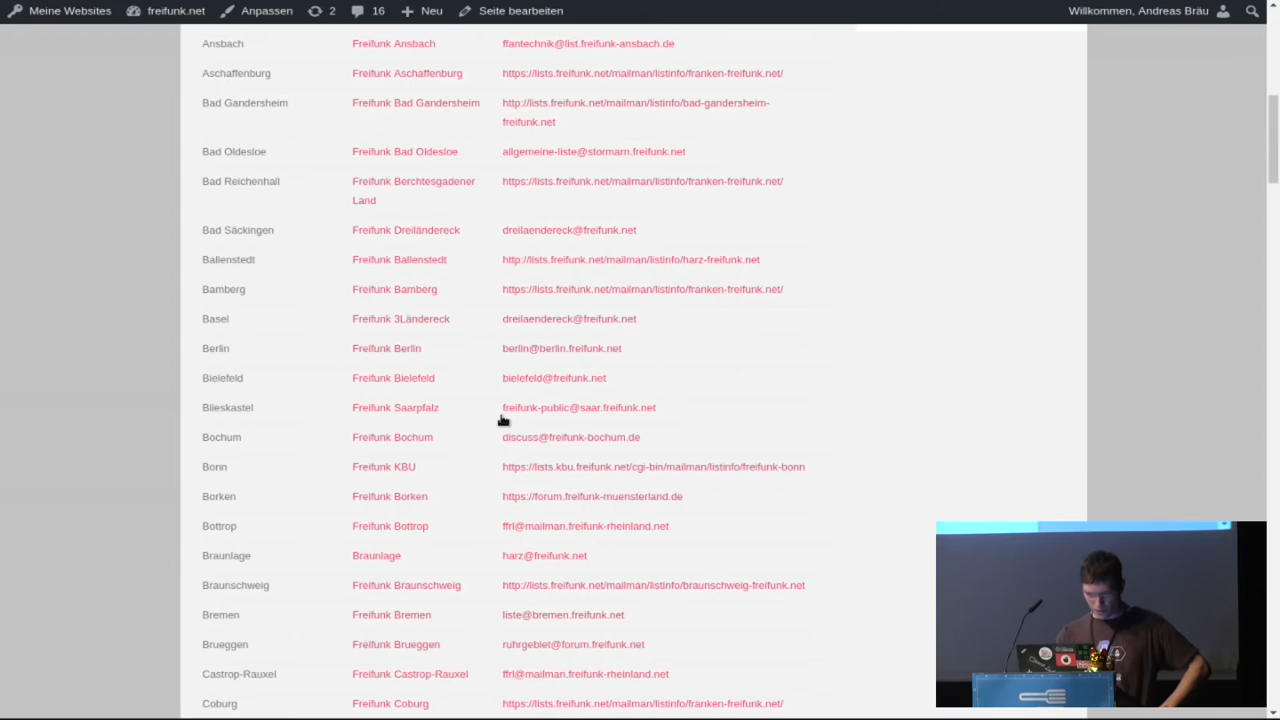 Meine Websites freifunk.net Anpassen 2 16 Neu Seite bearbeiten Willkommen, Andreas Bräu
Ansbach Freifunk Ansbach ffantechnik@list.freifunk-ansbach.de
Aschaffenburg Freifunk Aschaffenburg https://lists.freifunk.net/mailman/listinfo/franken-freifunk.net/
Bad Gandersheim Freifunk Bad Gandersheim http://lists.freifunk.net/mailman/listinfo/bad-gandersheim-
freifunk.net
Bad Oldesloe Freifunk Bad Oldesloe allgemeine-liste@stormarn.freifunk.net
Bad Reichenhall Freifunk Berchtesgadener https://lists.freifunk.net/mailman/listinfo/franken-freifunk.net/
Land
Bad Säckingen Freifunk Dreiländereck dreilaendereck@freifunk.net
Ballenstedt Freifunk Ballenstedt http://lists.freifunk.net/mailman/listinfo/harz-freifunk.net
Bamberg Freifunk Bamberg https://lists.freifunk.net/mailman/listinfo/franken-freifunk.net/
Basel Freifunk 3Ländereck dreilaendereck@freifunk.net
Berlin Freifunk Berlin berlin@berlin.freifunk.net
Bielefeld Freifunk Bielefeld bielefeld@freifunk.net
Blieskastel Freifunk Saarpfalz freifunk-public@saar.freifunk.net
Bochum Freifunk Bochum discuss@freifunk-bochum.de
Bonn Freifunk KBU https://lists.kbu.freifunk.net/cgi-bin/mailman/listinfo/freifunk-bonn
Borken Freifunk Borken https://forum.freifunk-muensterland.de
Bottrop Freifunk Bottrop ffrl@mailman.freifunk-rheinland.net
Braunlage Braunlage harz@freifunk.net
Braunschweig Freifunk Braunschweig http://lists.freifunk.net/mailman/listinfo/braunschweig-freifunk.net
Bremen Freifunk Bremen liste@bremen.freifunk.net
Brueggen Freifunk Brueggen ruhrgebiet@forum.freifunk.net
Castrop-Rauxel Freifunk Castrop-Rauxel ffrl@mailman.freifunk-rheinland.net
Coburg Freifunk Coburg https://lists.freifunk.net/mailman/listinfo/franken-freifunk.net/